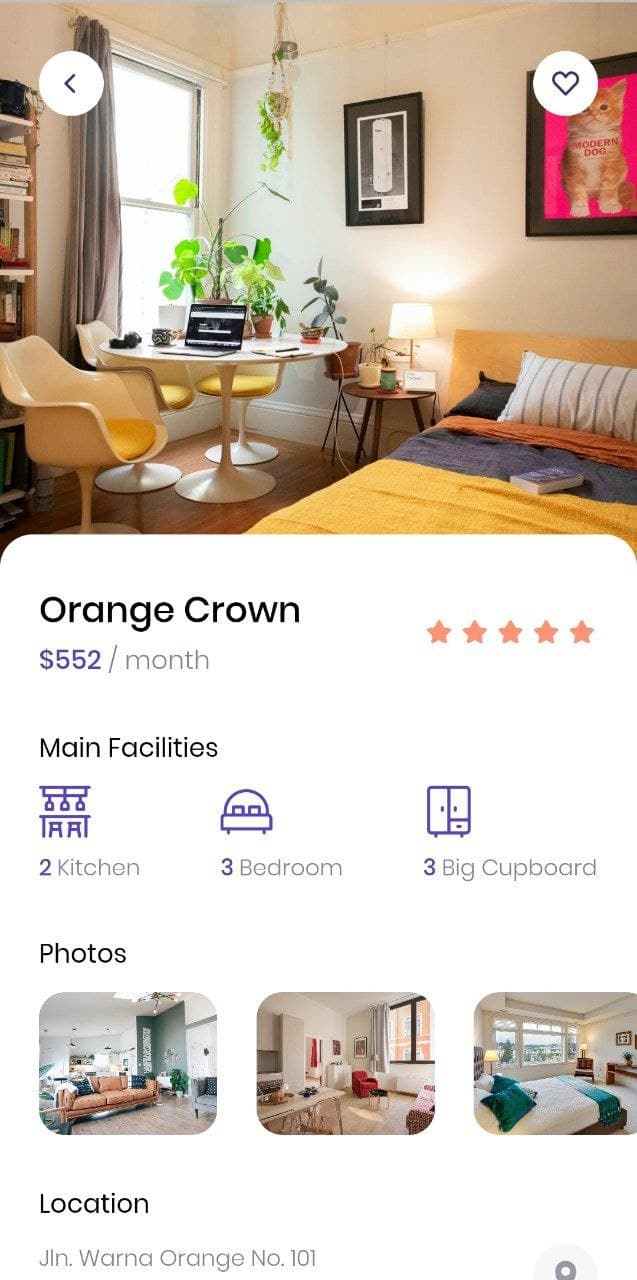 MODERN
DOG
Orange Crown
$552 / month
Main Facilities
2 Kitchen
3 Bedroom
3 Big Cupboard
Photos
Location
Jln. Warna Orange No. 101